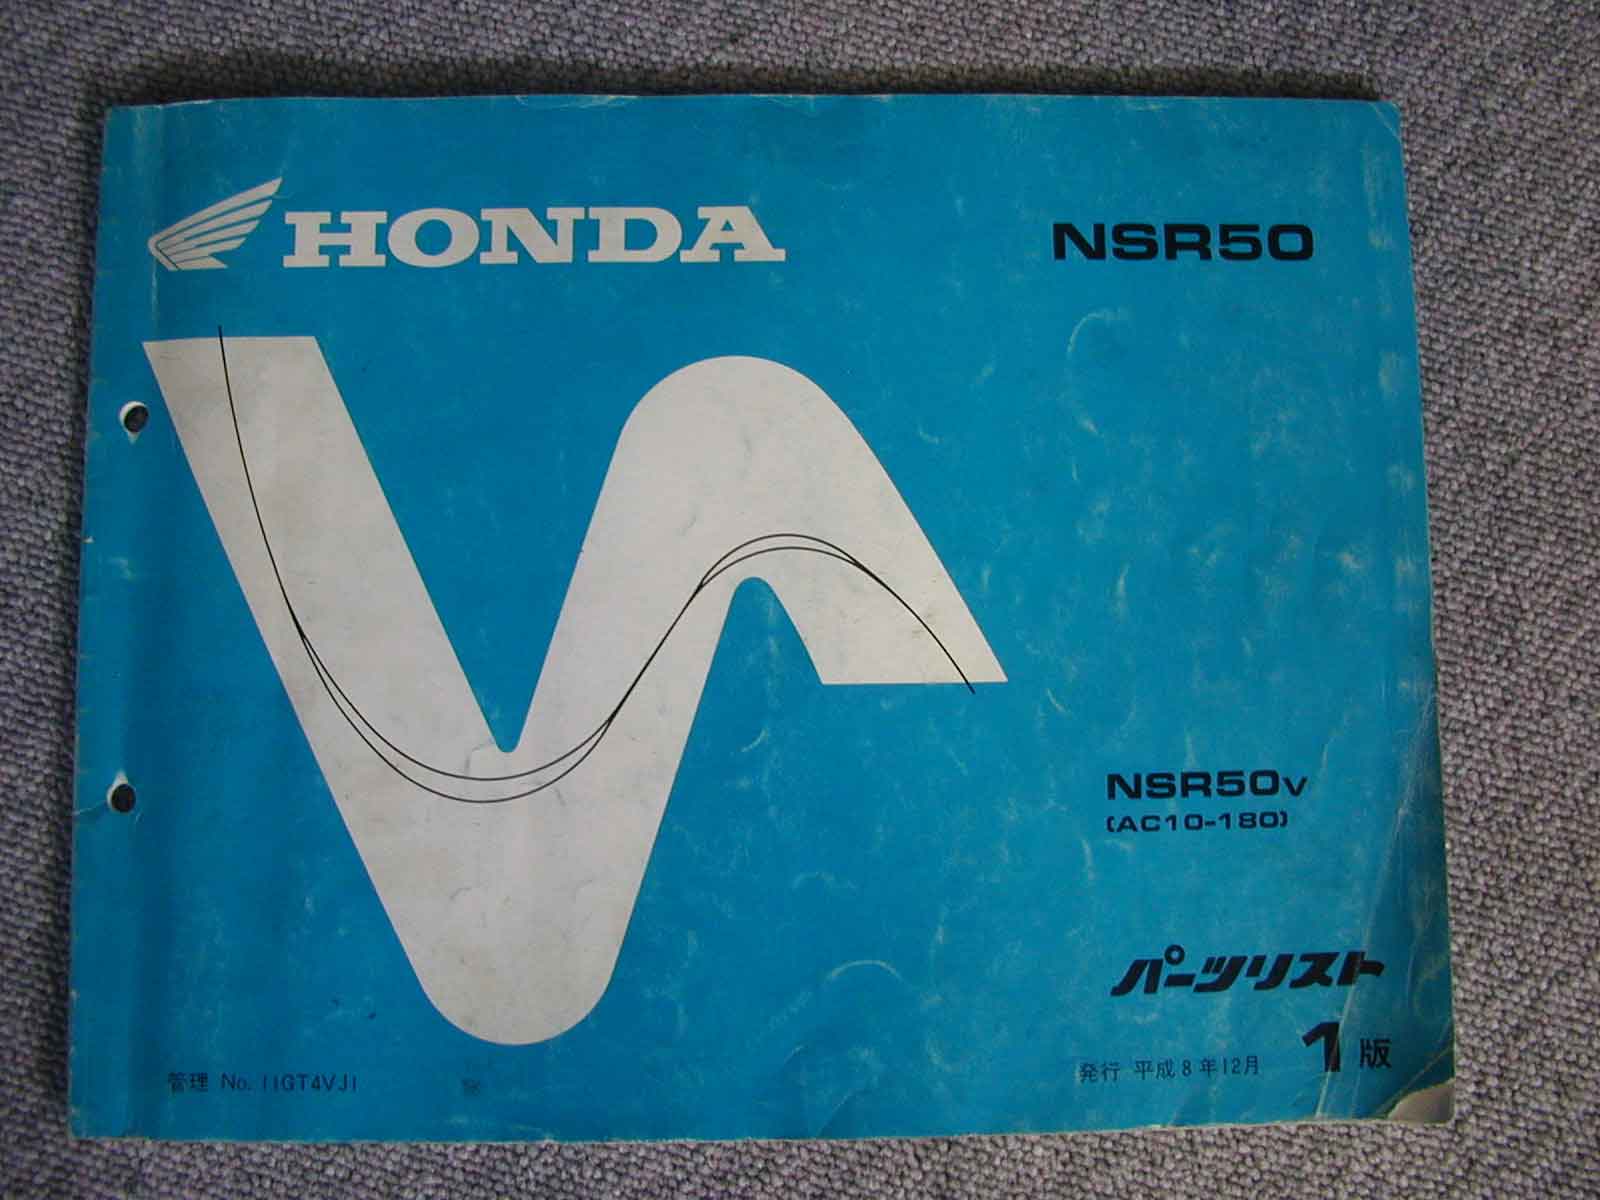 HONDA
NSR50
NSR50V
(AC10-180)
パーツリスト
1版
発行 平成8年12月
管理 No. 11GT4VJ1